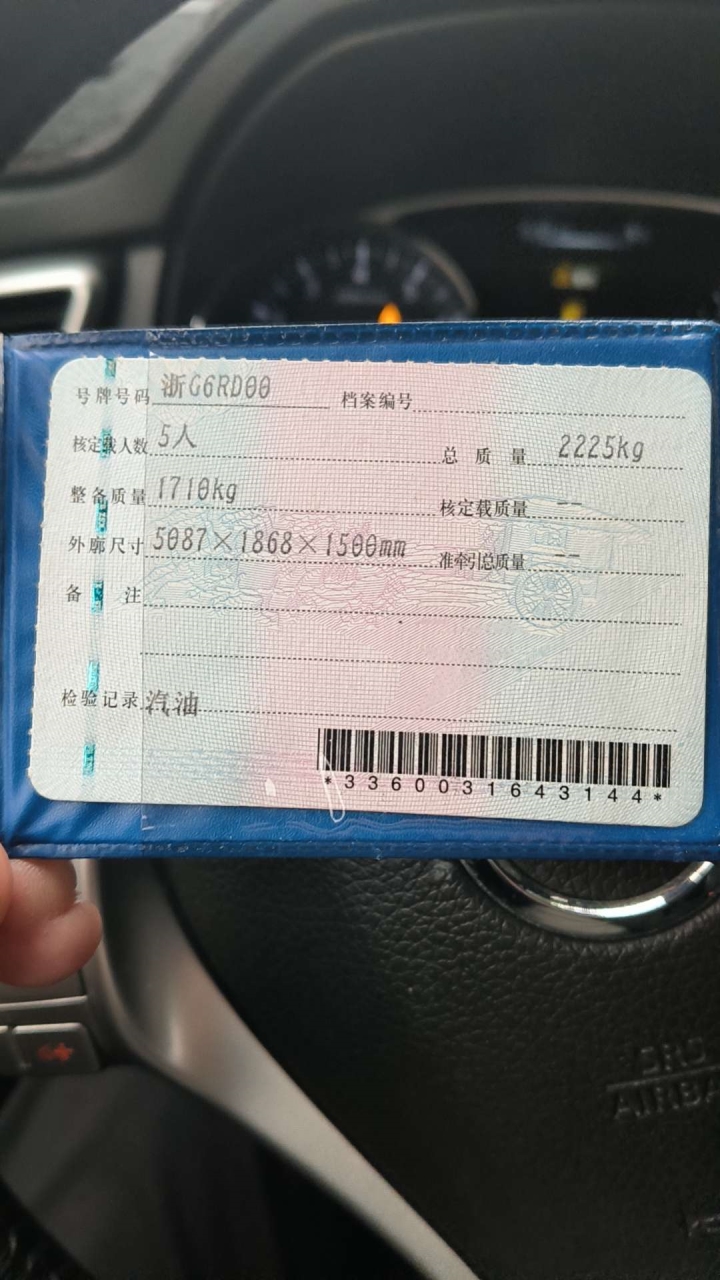 号牌号码 浙G6RD00 档案编号
核定载人数 5人 总质量 2225kg
整备质量 1710kg 核定载质量 --
外廓尺寸 5087×1868×1500mm 准牵引总质量 --
备注
检验记录 汽油
*3360031643144*
SRS
AIRBA